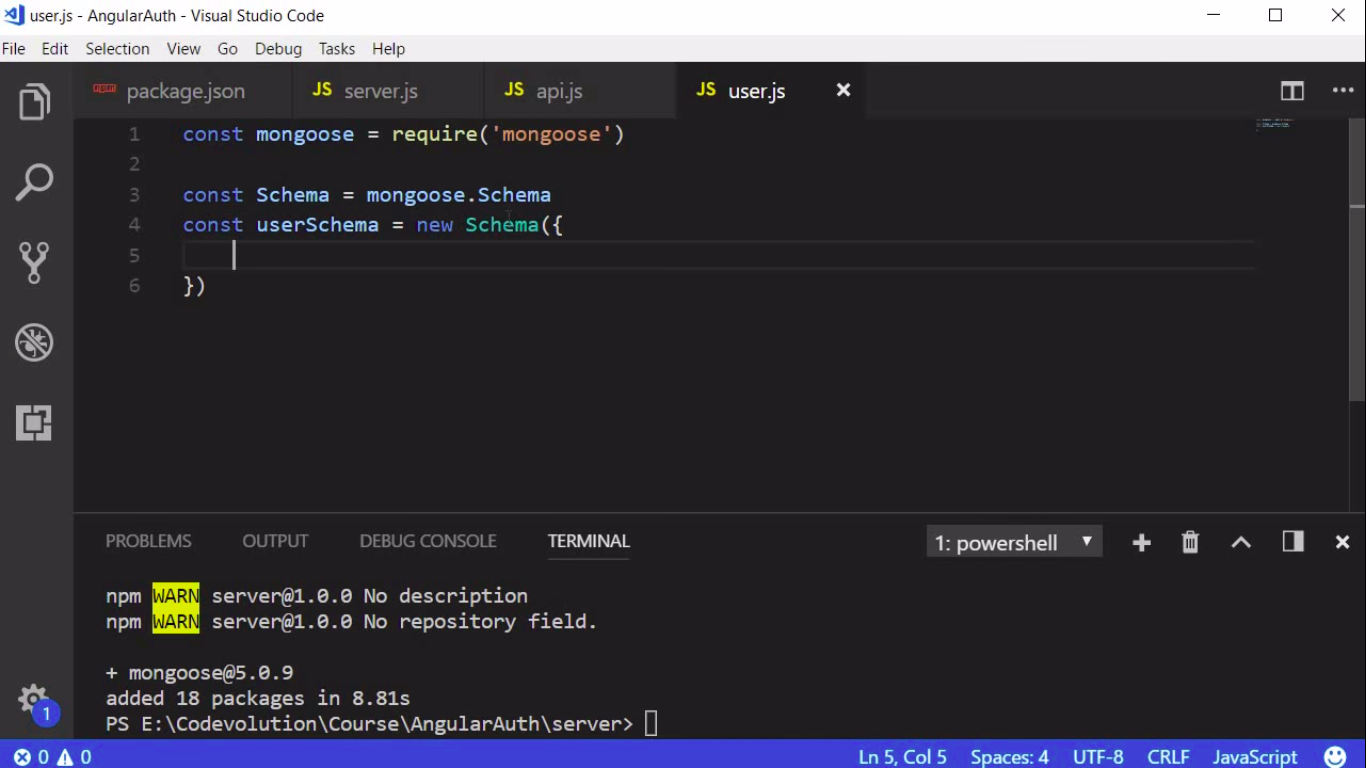 user.js - AngularAuth - Visual Studio Code
File Edit Selection View Go Debug Tasks Help
npm package.json JS server.js JS api.js JS user.js
1 const mongoose = require('mongoose')
2
3 const Schema = mongoose.Schema
4 const userSchema = new Schema({
5
6 })
PROBLEMS OUTPUT DEBUG CONSOLE TERMINAL 1: powershell
npm WARN server@1.0.0 No description
npm WARN server@1.0.0 No repository field.
+ mongoose@5.0.9
added 18 packages in 8.81s
PS E:\Codevolution\Course\AngularAuth\server>
1
0 0 Ln 5, Col 5 Spaces: 4 UTF-8 CRLF JavaScript